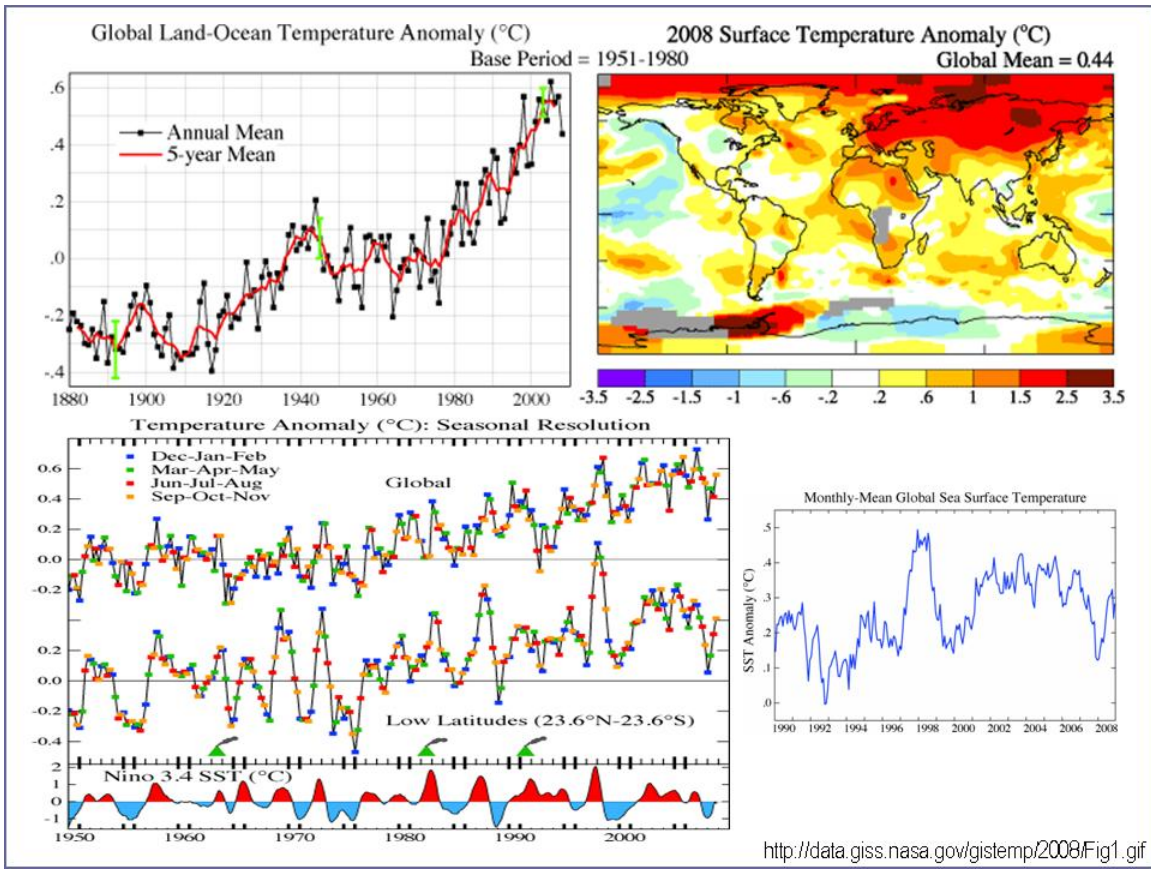 Global Land-Ocean Temperature Anomaly (°C)
2008 Surface Temperature Anomaly (°C)
Base Period = 1951-1980
Global Mean = 0.44
.6
.4
.2
.0
-.2
-.4
Annual Mean
5-year Mean
1880 1900 1920 1940 1960 1980 2000
-3.5 -2.5 -1.5 -1 -.6 -.2 .2 .6 1 1.5 2.5 3.5
Temperature Anomaly (°C): Seasonal Resolution
Dec-Jan-Feb
Mar-Apr-May
Jun-Jul-Aug
Sep-Oct-Nov
Global
0.6
0.4
0.2
0.0
-0.2
0.2
0.0
-0.2
-0.4
Low Latitudes (23.6°N-23.6°S)
Nino 3.4 SST (°C)
2
1
0
-1
1950 1960 1970 1980 1990 2000
Monthly-Mean Global Sea Surface Temperature
SST Anomaly (°C)
.5
.4
.3
.2
.1
.0
1990 1992 1994 1996 1998 2000 2002 2004 2006 2008
http://data.giss.nasa.gov/gistemp/2008/Fig1.gif